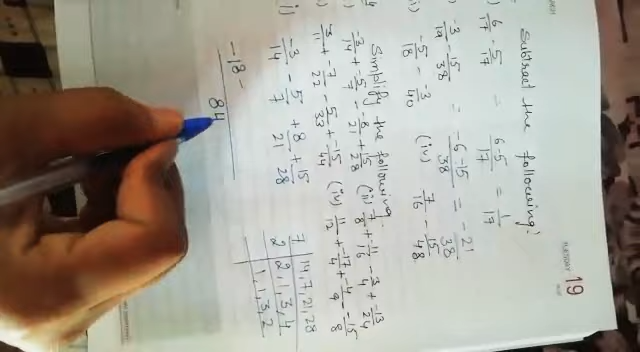 TUESDAY 19
Subtract the following:
6/17 - 5/17 = 6-5/17 = 1/17
-3/19 - 15/38 = -6-15/38 = -21/38
-5/18 - -3/40 (iv) 7/16 - 15/48
Simplify the following:
-3/14 + -5/7 - -8/21 + 15/28 (ii) 1/8 + -11/16 - -3/4 + -13/24
-3/11 + -7/22 - 5/33 + -15/44 (iv) 11/12 + -17/4 + -4/9 - -15/8
i) -3/14 - 5/7 + 8/21 + 15/28
7 | 14, 7, 21, 28
2 | 2, 1, 3, 4
1, 1, 3, 2
-18 -
84